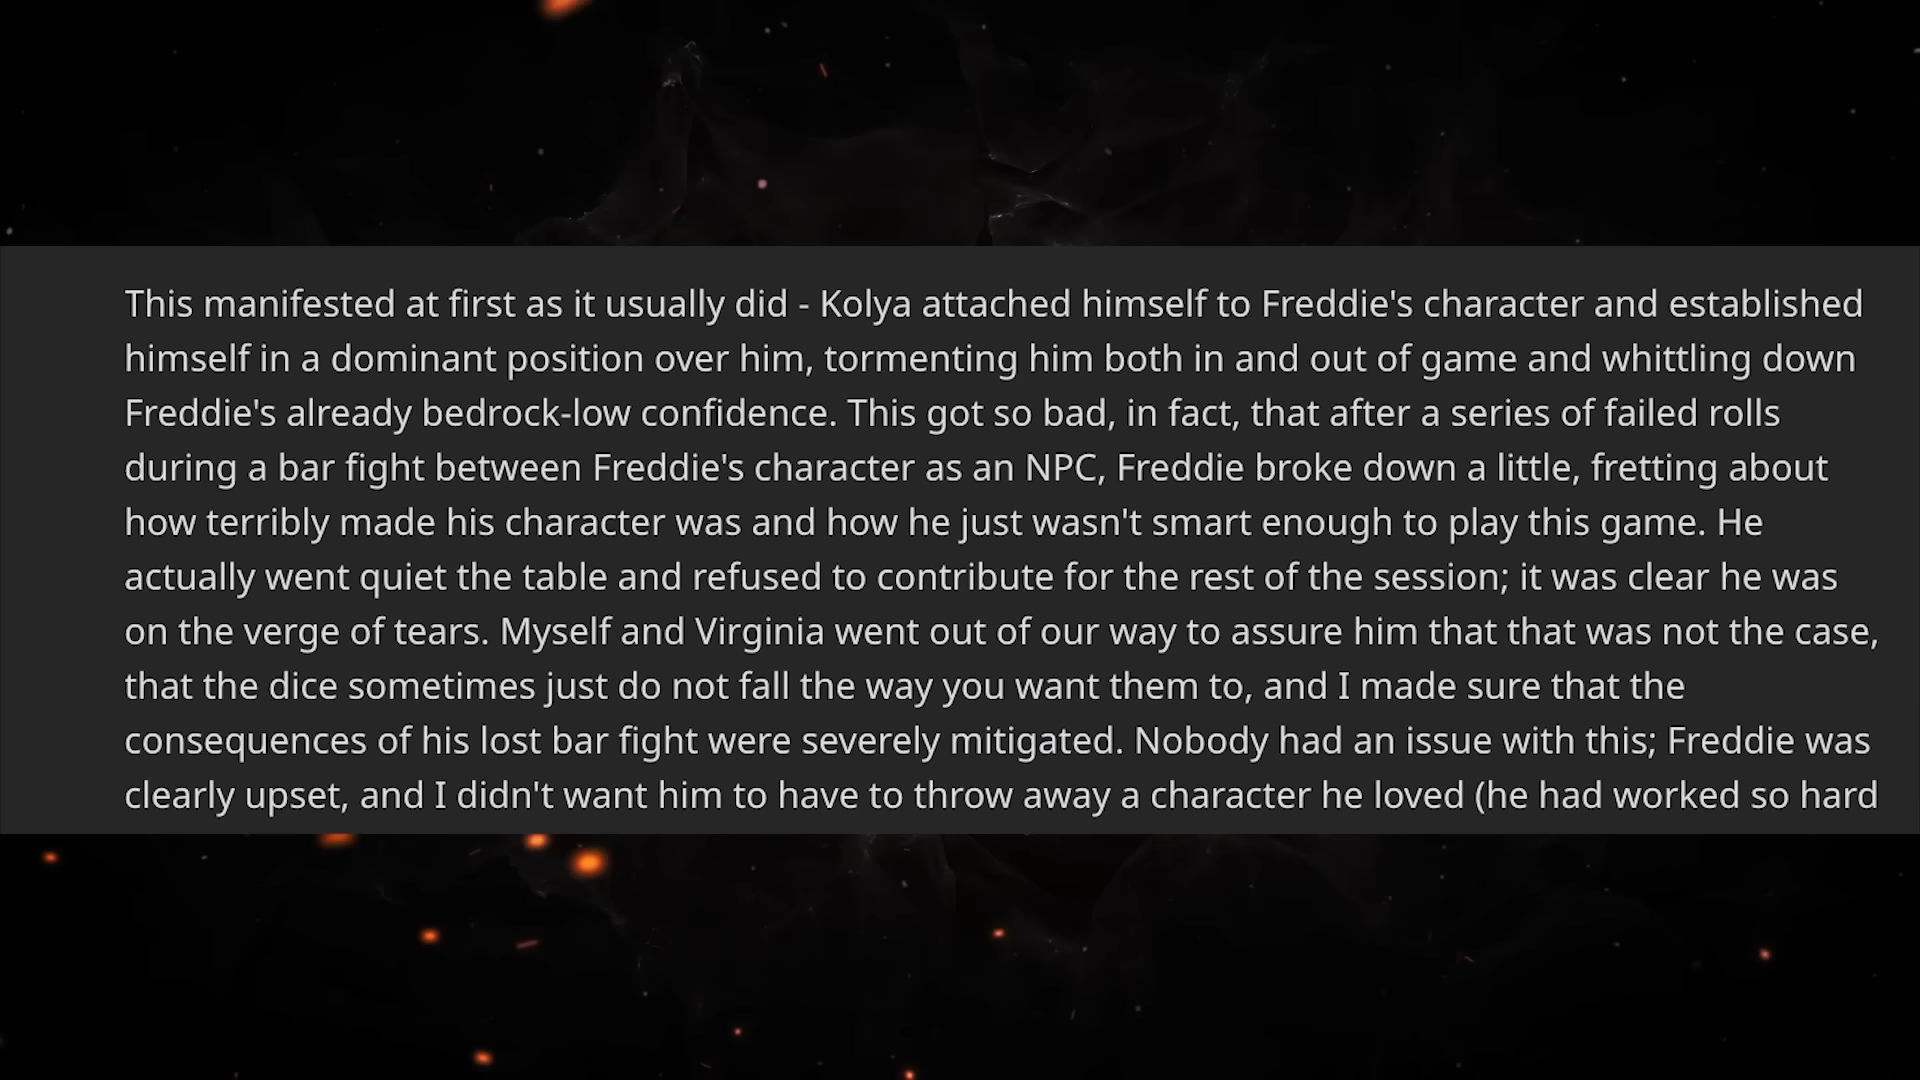 This manifested at first as it usually did - Kolya attached himself to Freddie's character and established
himself in a dominant position over him, tormenting him both in and out of game and whittling down
Freddie's already bedrock-low confidence. This got so bad, in fact, that after a series of failed rolls
during a bar fight between Freddie's character as an NPC, Freddie broke down a little, fretting about
how terribly made his character was and how he just wasn't smart enough to play this game. He
actually went quiet the table and refused to contribute for the rest of the session; it was clear he was
on the verge of tears. Myself and Virginia went out of our way to assure him that that was not the case,
that the dice sometimes just do not fall the way you want them to, and I made sure that the
consequences of his lost bar fight were severely mitigated. Nobody had an issue with this; Freddie was
clearly upset, and I didn't want him to have to throw away a character he loved (he had worked so hard